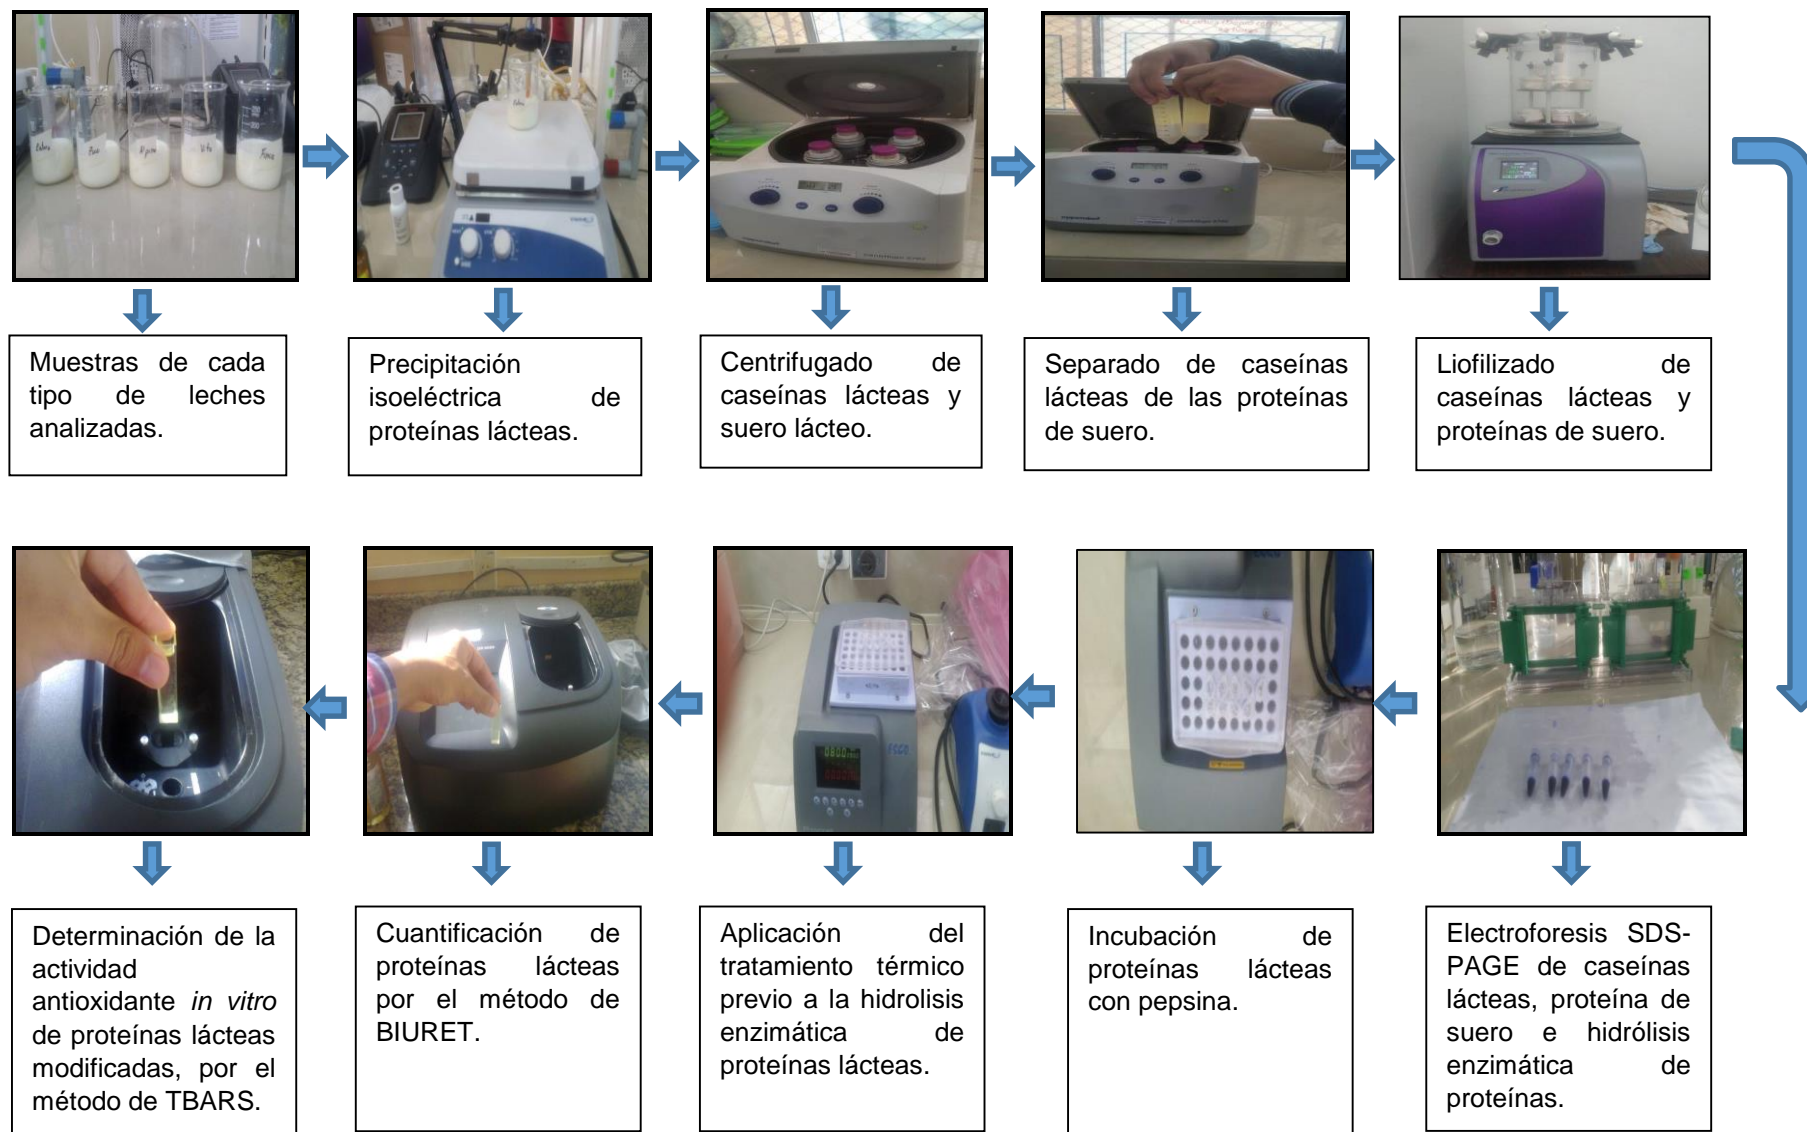 Muestras de cada
tipo de leches
analizadas.
Precipitación
isoeléctrica de
proteínas lácteas.
Centrifugado de
caseínas lácteas y
suero lácteo.
Separado de caseínas
lácteas de las proteínas
de suero.
Liofilizado de
caseínas lácteas y
proteínas de suero.
Determinación de la
actividad
antioxidante in vitro
de proteínas lácteas
modificadas, por el
método de TBARS.
Cuantificación de
proteínas lácteas
por el método de
BIURET.
Aplicación del
tratamiento térmico
previo a la hidrolisis
enzimática de
proteínas lácteas.
Incubación de
proteínas lácteas
con pepsina.
Electroforesis SDS-
PAGE de caseínas
lácteas, proteína de
suero e hidrólisis
enzimática de
proteínas.